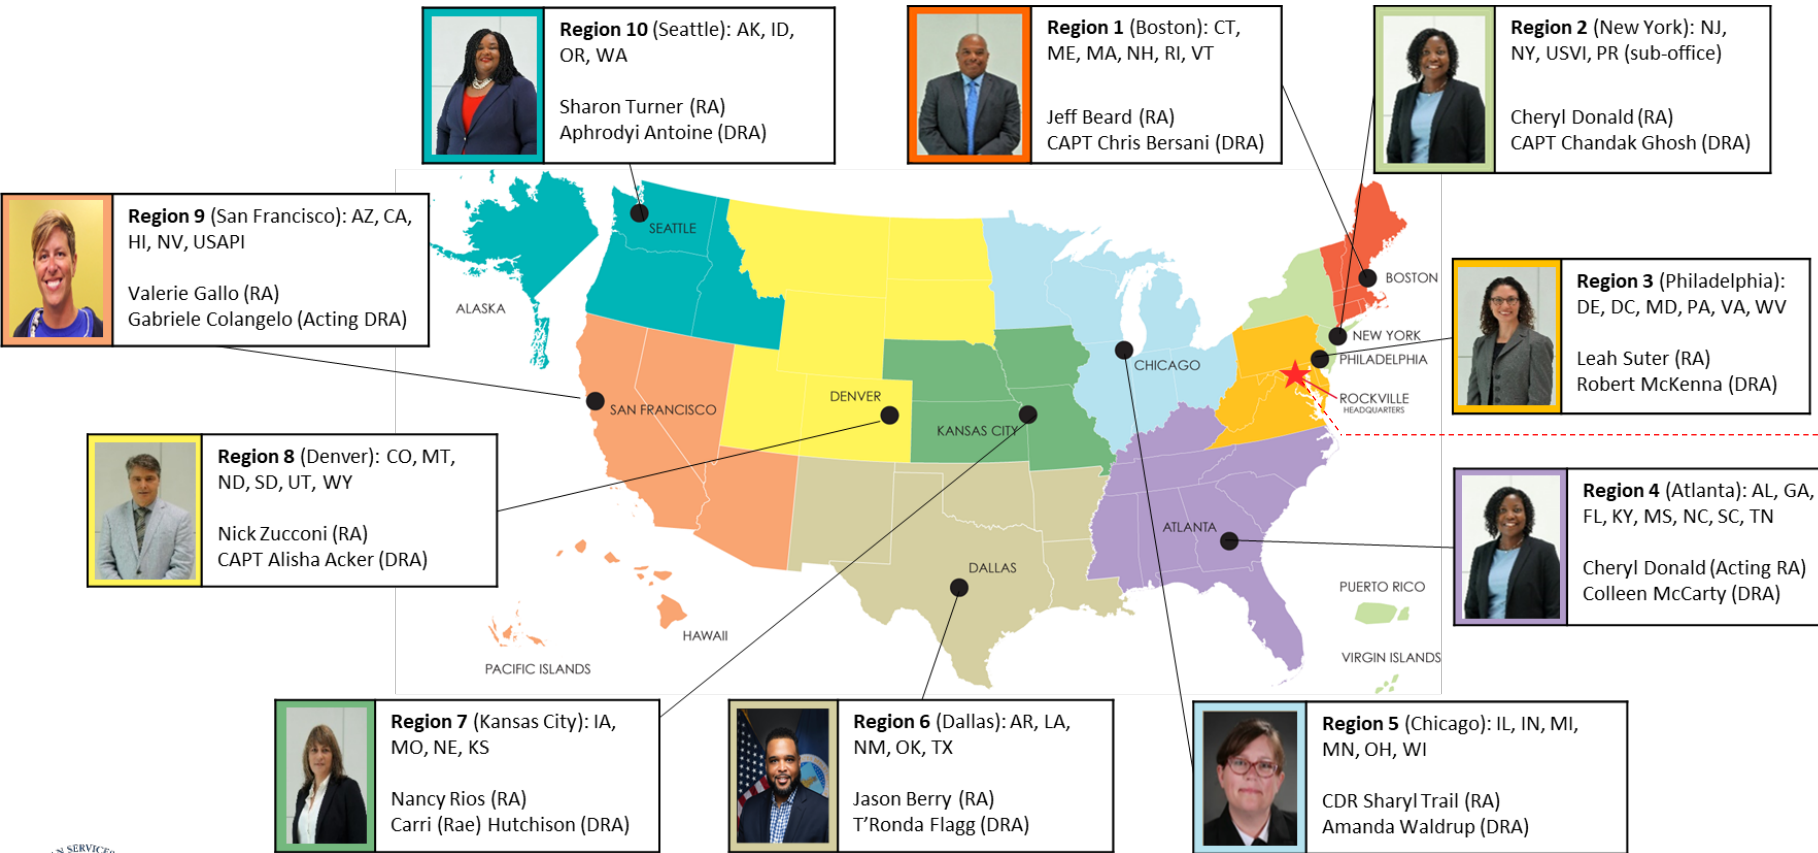 Region 10 (Seattle): AK, ID,
OR, WA
Sharon Turner (RA)
Aphrodyi Antoine (DRA)
Region 1 (Boston): CT,
ME, MA, NH, RI, VT
Jeff Beard (RA)
CAPT Chris Bersani (DRA)
Region 2 (New York): NJ,
NY, USVI, PR (sub-office)
Cheryl Donald (RA)
CAPT Chandak Ghosh (DRA)
Region 9 (San Francisco): AZ, CA,
HI, NV, USAPI
Valerie Gallo (RA)
Gabriele Colangelo (Acting DRA)
Region 3 (Philadelphia):
DE, DC, MD, PA, VA, WV
Leah Suter (RA)
Robert McKenna (DRA)
SEATTLE
ALASKA
BOSTON
NEW YORK
PHILADELPHIA
CHICAGO
ROCKVILLE
HEADQUARTERS
DENVER
SAN FRANCISCO
KANSAS CITY
Region 8 (Denver): CO, MT,
ND, SD, UT, WY
Nick Zucconi (RA)
CAPT Alisha Acker (DRA)
Region 4 (Atlanta): AL, GA,
FL, KY, MS, NC, SC, TN
Cheryl Donald (Acting RA)
Colleen McCarty (DRA)
ATLANTA
DALLAS
PUERTO RICO
HAWAII
PACIFIC ISLANDS
VIRGIN ISLANDS
Region 7 (Kansas City): IA,
MO, NE, KS
Nancy Rios (RA)
Carri (Rae) Hutchison (DRA)
Region 6 (Dallas): AR, LA,
NM, OK, TX
Jason Berry (RA)
T’Ronda Flagg (DRA)
Region 5 (Chicago): IL, IN, MI,
MN, OH, WI
CDR Sharyl Trail (RA)
Amanda Waldrup (DRA)
N SERVICES